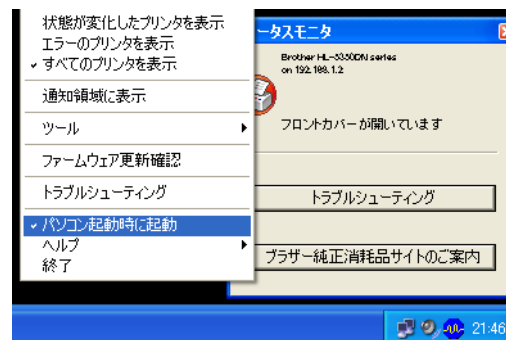 状態が変化したプリンタを表示
エラーのプリンタを表示
すべてのプリンタを表示
通知領域に表示
ツール
ファームウェア更新確認
トラブルシューティング
パソコン起動時に起動
ヘルプ
終了
ータスモニタ
Brother HL-5350DN series
on 192.168.1.2
フロントカバーが開いています
トラブルシューティング
ブラザー純正消耗品サイトのご案内
21:46